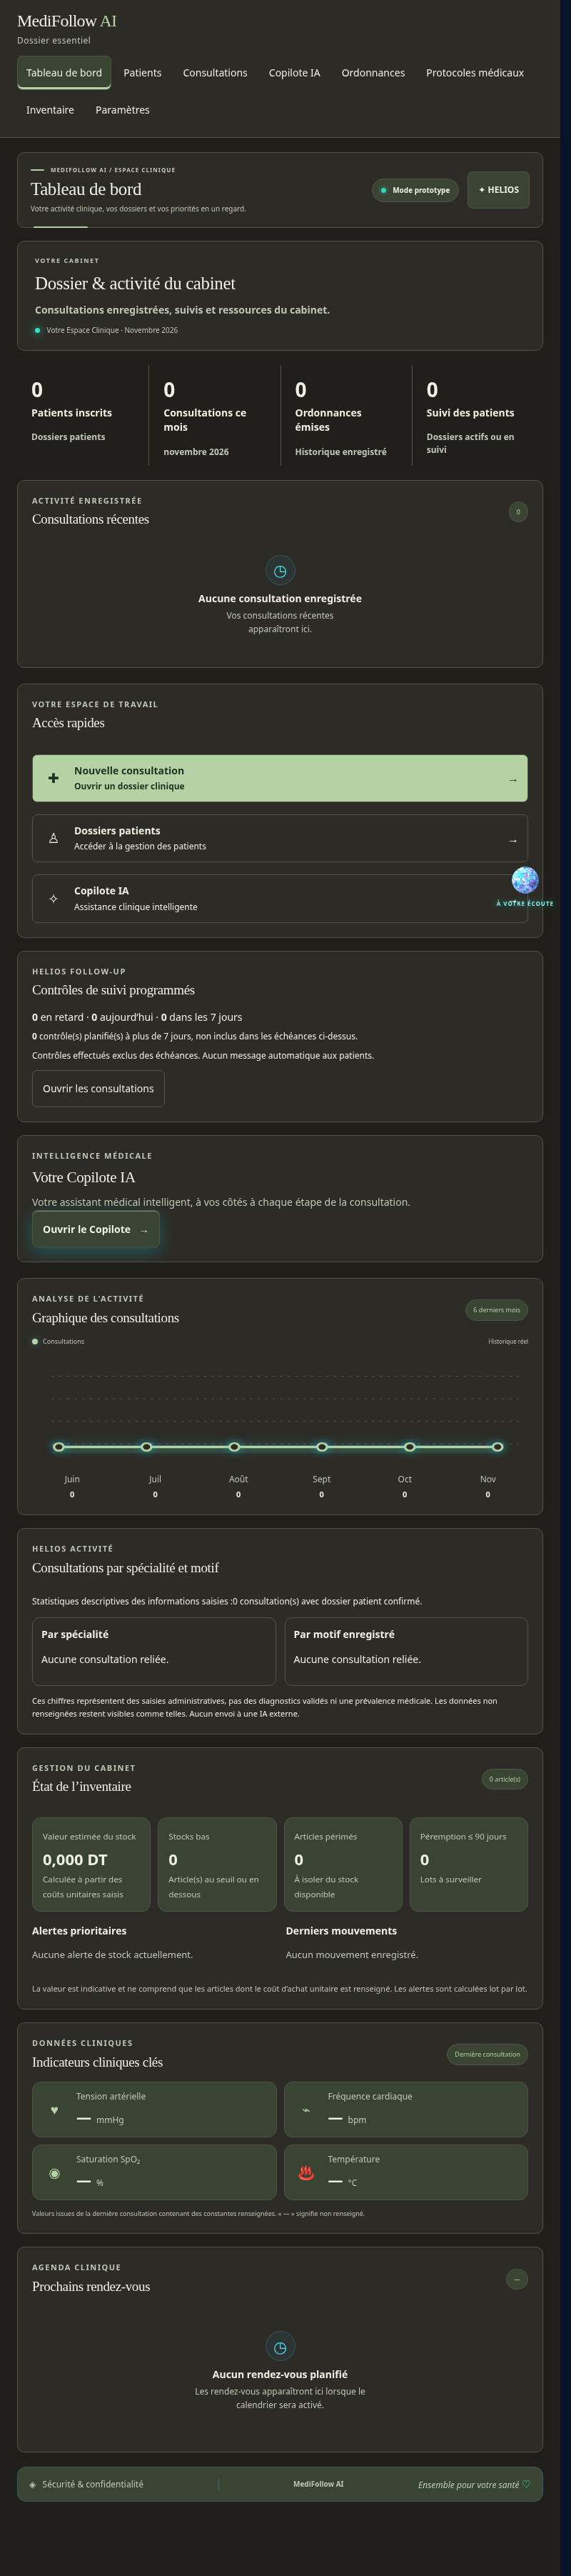 MediFollow AI
Dossier essentiel
Tableau de bord
Patients
Consultations
Copilote IA
Ordonnances
Protocoles médicaux
Inventaire
Paramètres
MEDIFOLLOW AI / ESPACE CLINIQUE
Tableau de bord
Votre activité clinique, vos dossiers et vos priorités en un regard.
Mode prototype
✦ HELIOS
VOTRE CABINET
Dossier & activité du cabinet
Consultations enregistrées, suivis et ressources du cabinet.
Votre Espace Clinique · Novembre 2026
0
Patients inscrits
Dossiers patients
0
Consultations ce
mois
novembre 2026
0
Ordonnances
émises
Historique enregistré
0
Suivi des patients
Dossiers actifs ou en
suivi
ACTIVITÉ ENREGISTRÉE
Consultations récentes
0
Aucune consultation enregistrée
Vos consultations récentes
apparaîtront ici.
VOTRE ESPACE DE TRAVAIL
Accès rapides
Nouvelle consultation
Ouvrir un dossier clinique
→
Dossiers patients
Accéder à la gestion des patients
→
Copilote IA
Assistance clinique intelligente
À VOTRE ÉCOUTE
HELIOS FOLLOW-UP
Contrôles de suivi programmés
0 en retard · 0 aujourd'hui · 0 dans les 7 jours
0 contrôle(s) planifié(s) à plus de 7 jours, non inclus dans les échéances ci-dessus.
Contrôles effectués exclus des échéances. Aucun message automatique aux patients.
Ouvrir les consultations
INTELLIGENCE MÉDICALE
Votre Copilote IA
Votre assistant médical intelligent, à vos côtés à chaque étape de la consultation.
Ouvrir le Copilote →
ANALYSE DE L'ACTIVITÉ
Graphique des consultations
6 derniers mois
Consultations
Historique réel
Juin
Juil
Août
Sept
Oct
Nov
0
0
0
0
0
0
HELIOS ACTIVITÉ
Consultations par spécialité et motif
Statistiques descriptives des informations saisies :0 consultation(s) avec dossier patient confirmé.
Par spécialité
Aucune consultation reliée.
Par motif enregistré
Aucune consultation reliée.
Ces chiffres représentent des saisies administratives, pas des diagnostics validés ni une prévalence médicale. Les données non
renseignées restent visibles comme telles. Aucun envoi à une IA externe.
GESTION DU CABINET
État de l'inventaire
0 article(s)
Valeur estimée du stock
0,000 DT
Calculée à partir des
coûts unitaires saisis
Stocks bas
0
Article(s) au seuil ou en
dessous
Articles périmés
0
À isoler du stock
disponible
Péremption ≤ 90 jours
0
Lots à surveiller
Alertes prioritaires
Aucune alerte de stock actuellement.
Derniers mouvements
Aucun mouvement enregistré.
La valeur est indicative et ne comprend que les articles dont le coût d'achat unitaire est renseigné. Les alertes sont calculées lot par lot.
DONNÉES CLINIQUES
Indicateurs cliniques clés
Dernière consultation
Tension artérielle
— mmHg
Fréquence cardiaque
— bpm
Saturation SpO₂
— %
Température
— °C
Valeurs issues de la dernière consultation contenant des constantes renseignées. « — » signifie non renseigné.
AGENDA CLINIQUE
Prochains rendez-vous
—
Aucun rendez-vous planifié
Les rendez-vous apparaîtront ici lorsque le
calendrier sera activé.
Sécurité & confidentialité
MediFollow AI
Ensemble pour votre santé ♡